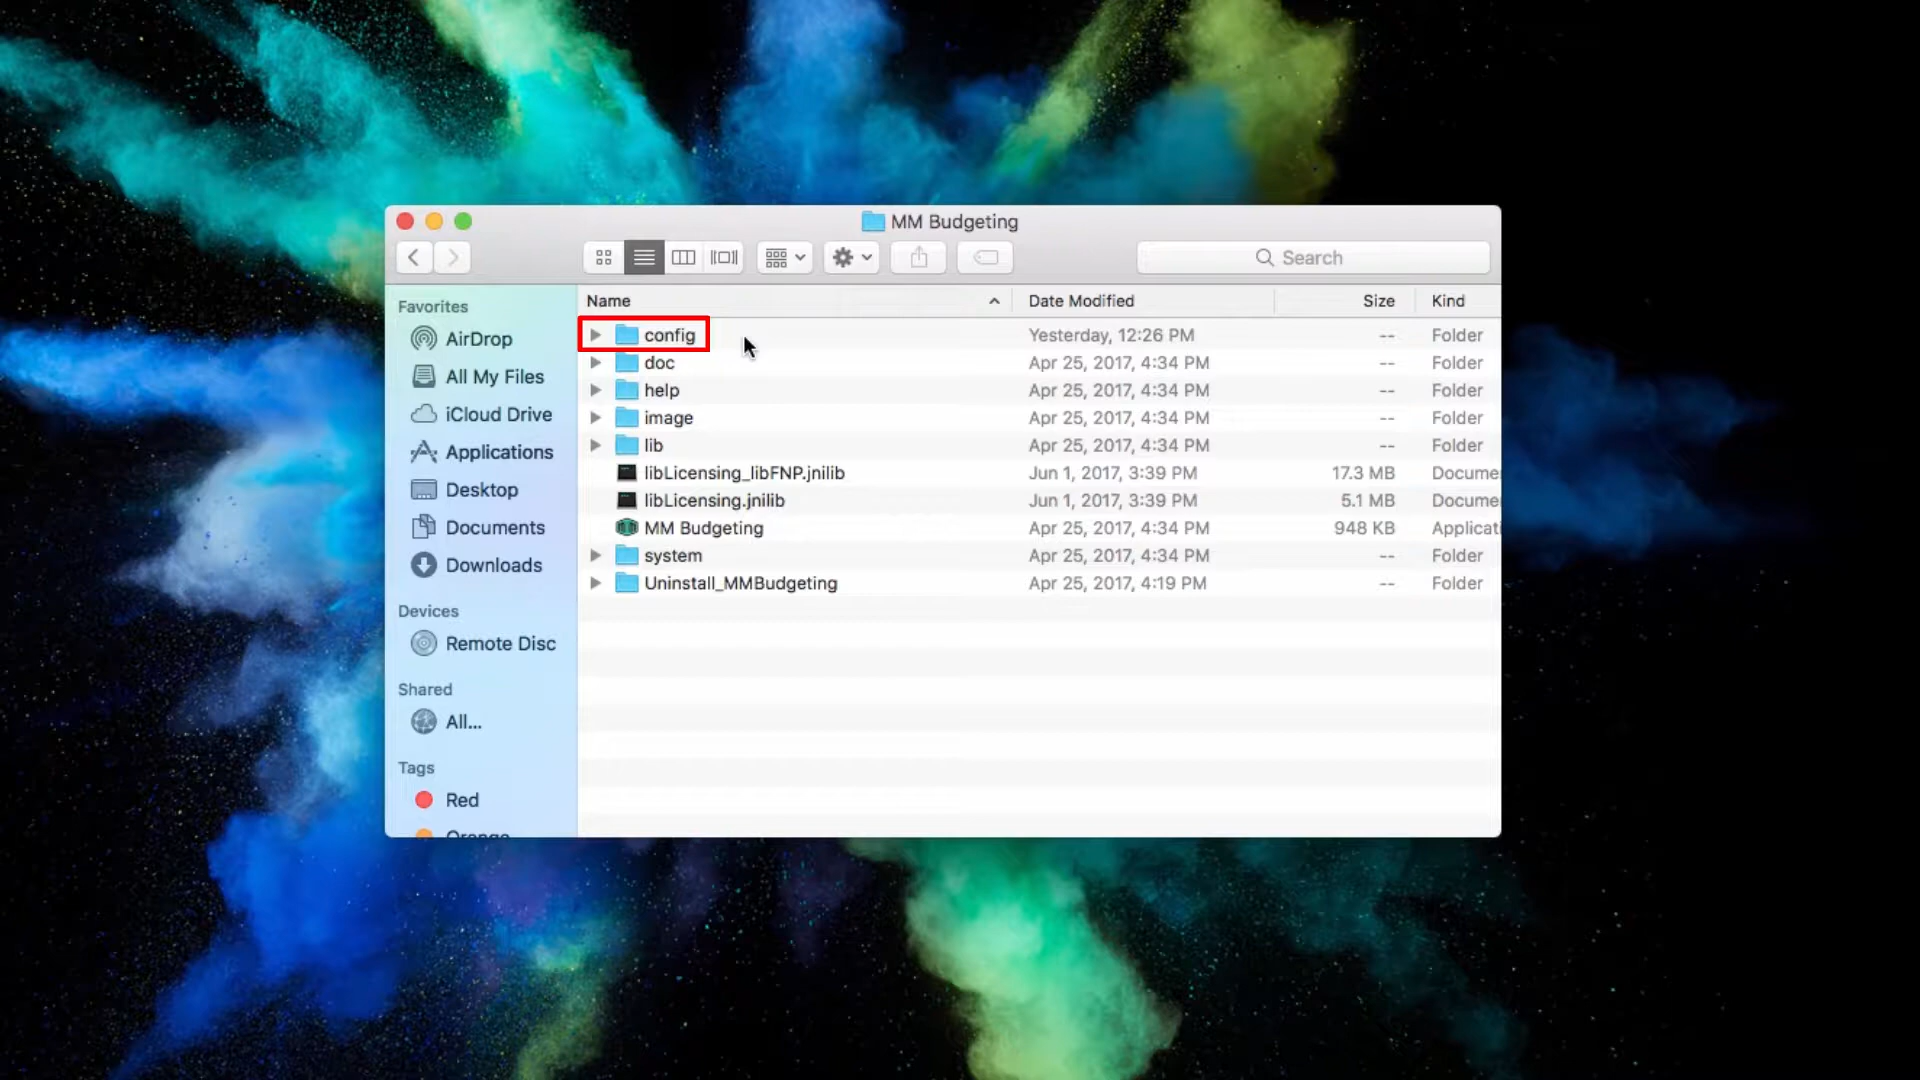 MM Budgeting
Search
Name Date Modified Size Kind
config Yesterday, 12:26 PM -- Folder
doc Apr 25, 2017, 4:34 PM -- Folder
help Apr 25, 2017, 4:34 PM -- Folder
image Apr 25, 2017, 4:34 PM -- Folder
lib Apr 25, 2017, 4:34 PM -- Folder
libLicensing_libFNP.jnilib Jun 1, 2017, 3:39 PM 17.3 MB Docume
libLicensing.jnilib Jun 1, 2017, 3:39 PM 5.1 MB Docume
MM Budgeting Apr 25, 2017, 4:34 PM 948 KB Applicati
system Apr 25, 2017, 4:34 PM -- Folder
Uninstall_MMBudgeting Apr 25, 2017, 4:19 PM -- Folder
Favorites
AirDrop
All My Files
iCloud Drive
Applications
Desktop
Documents
Downloads
Devices
Remote Disc
Shared
All...
Tags
Red
Orange